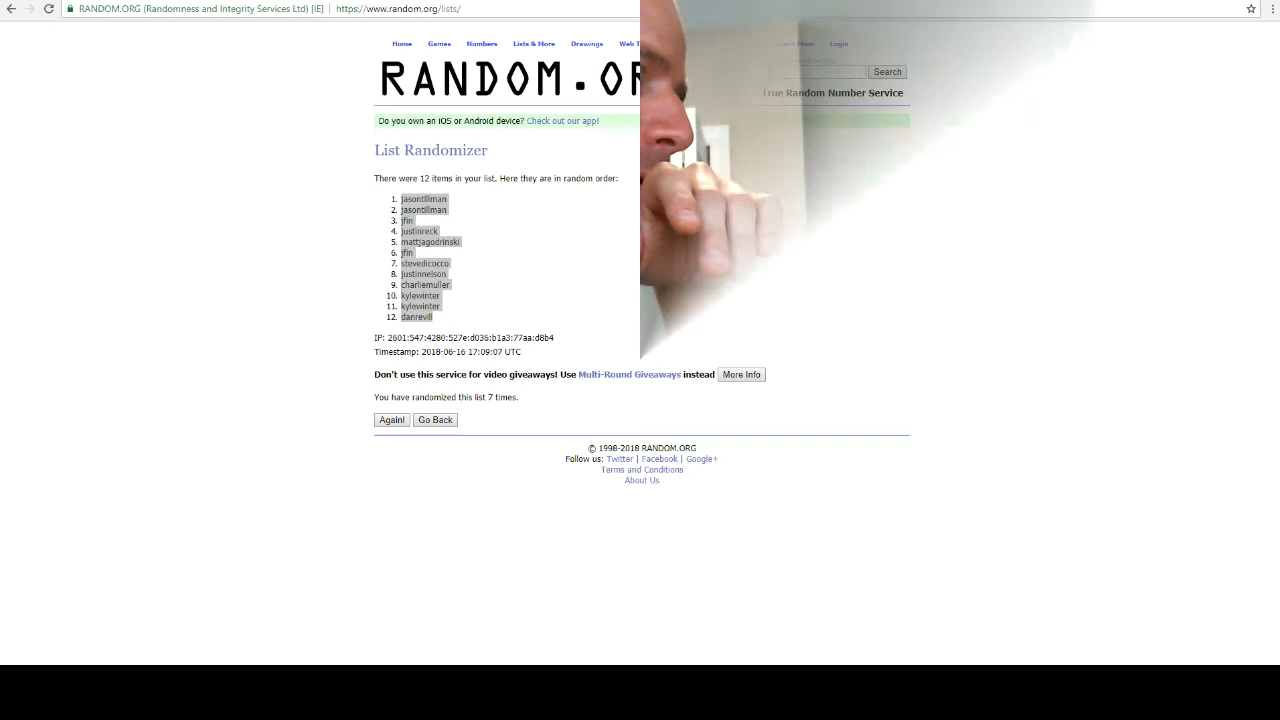 RANDOM.ORG (Randomness and Integrity Services Ltd) [IE] | https://www.random.org/lists/
Home Games Numbers Lists & More Drawings Web T Learn More Login
RANDOM.OR
Search
True Random Number Service
Do you own an iOS or Android device? Check out our app!
List Randomizer
There were 12 items in your list. Here they are in random order:
1. jasontillman
2. jasontillman
3. jfin
4. justinreck
5. mattjagodrinski
6. jfin
7. stevedicocco
8. justinnelson
9. charliemuller
10. kylewinter
11. kylewinter
12. danrevill
IP: 2601:547:4280:527e:d036:b1a3:77aa:d8b4
Timestamp: 2018-06-16 17:09:07 UTC
Don't use this service for video giveaways! Use Multi-Round Giveaways instead More Info
You have randomized this list 7 times.
Again! Go Back
© 1998-2018 RANDOM.ORG
Follow us: Twitter | Facebook | Google+
Terms and Conditions
About Us